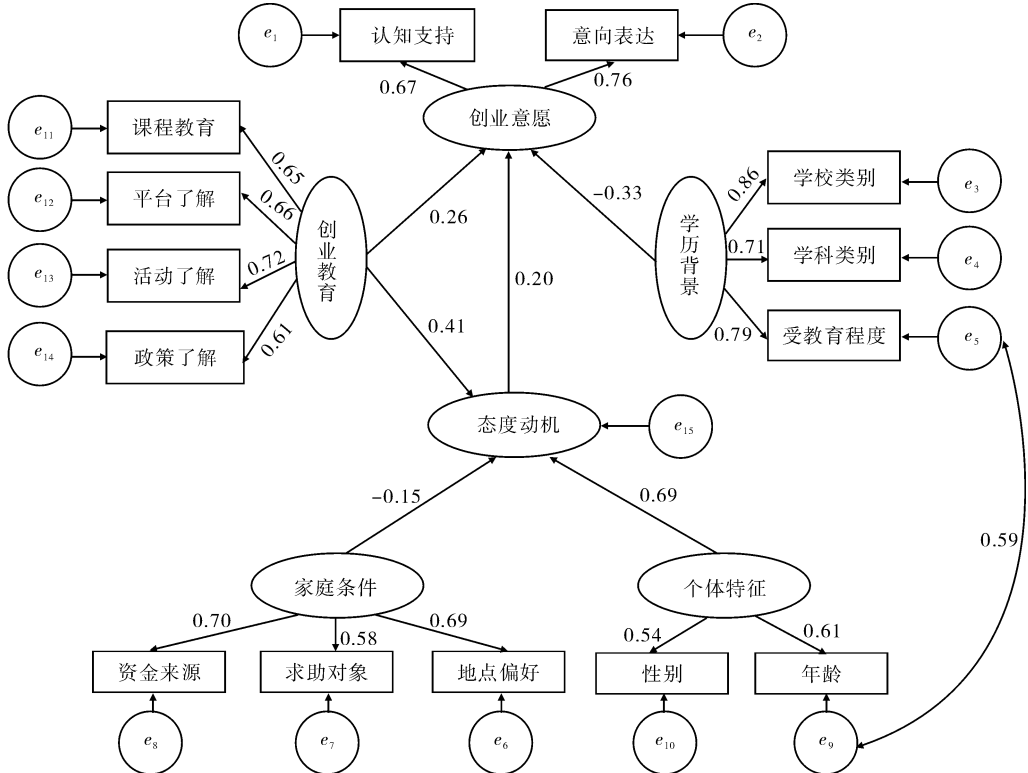 e1
认知支持
意向表达
e2
0.67
0.76
创业意愿
e11
课程教育
0.65
e12
平台了解
0.66
e13
活动了解
0.72
e14
政策了解
0.61
创业教育
0.26
0.41
0.20
-0.33
学历背景
0.86
学校类别
e3
0.71
学科类别
e4
0.79
受教育程度
e5
态度动机
e15
-0.15
0.69
0.59
家庭条件
个体特征
0.70
0.58
0.69
0.54
0.61
资金来源
求助对象
地点偏好
性别
年龄
e8
e7
e6
e10
e9